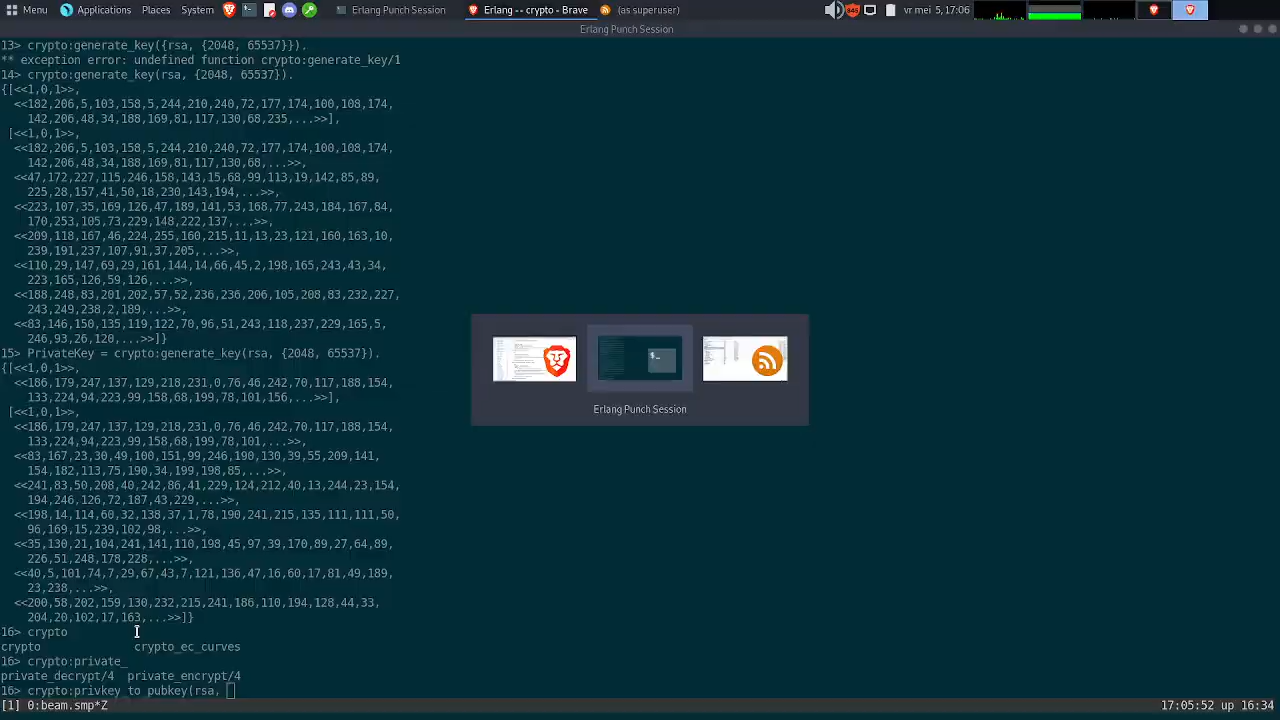 Menu Applications Places System Erlang Punch Session Erlang -- crypto - Brave (as superuser) 845 vr mei 5, 17:06
Erlang Punch Session
13> crypto:generate_key({rsa, {2048, 65537}}).
** exception error: undefined function crypto:generate_key/1
14> crypto:generate_key(rsa, {2048, 65537}).
{[<<1,0,1>>,
<<182,206,5,103,158,5,244,210,240,72,177,174,100,108,174,
142,206,48,34,188,169,81,117,130,68,235,...>>],
[<<1,0,1>>,
<<182,206,5,103,158,5,244,210,240,72,177,174,100,108,174,
142,206,48,34,188,169,81,117,130,68,...>>,
<<47,172,227,115,246,158,143,15,68,99,113,19,142,85,89,
225,28,157,41,50,18,230,143,194,...>>,
<<223,107,35,169,126,47,189,141,53,168,77,243,184,167,84,
170,253,105,73,229,148,222,137,...>>,
<<209,118,167,46,224,255,160,215,11,13,23,121,160,163,10,
239,191,237,107,91,37,205,...>>,
<<110,29,147,69,29,161,144,14,66,45,2,198,165,243,43,34,
223,165,126,59,126,...>>,
<<188,248,83,201,202,57,52,236,236,206,105,208,83,232,227,
243,249,238,2,189,...>>,
<<83,146,150,135,119,122,70,96,51,243,118,237,229,165,5,
246,93,26,120,...>>]}
15> PrivateKey = crypto:generate_key(rsa, {2048, 65537}).
{[<<1,0,1>>,
<<186,179,247,137,129,218,231,0,76,46,242,70,117,188,154,
133,224,94,223,99,158,68,199,78,101,156,...>>],
[<<1,0,1>>,
<<186,179,247,137,129,218,231,0,76,46,242,70,117,188,154,
133,224,94,223,99,158,68,199,78,101,...>>,
<<83,167,23,30,49,100,151,99,246,190,130,39,55,209,141,
154,182,113,75,190,34,199,198,85,...>>,
<<241,83,50,208,40,242,86,41,229,124,212,40,13,244,23,154,
194,246,126,72,187,43,229,...>>,
<<198,14,114,60,32,138,37,1,78,190,241,215,135,111,111,50,
96,169,15,239,102,98,...>>,
<<35,130,21,104,241,141,110,198,45,97,39,170,89,27,64,89,
226,51,248,178,228,...>>,
<<40,5,101,74,7,29,67,43,7,121,136,47,16,60,17,81,49,189,
23,238,...>>,
<<200,58,202,159,130,232,215,241,186,110,194,128,44,33,
204,20,102,17,163,...>>]}
16> crypto
crypto crypto_ec_curves
16> crypto:private_
private_decrypt/4 private_encrypt/4
16> crypto:privkey_to_pubkey(rsa,
Erlang Punch Session
[1] 0:beam.smp*Z 17:05:52 up 16:34